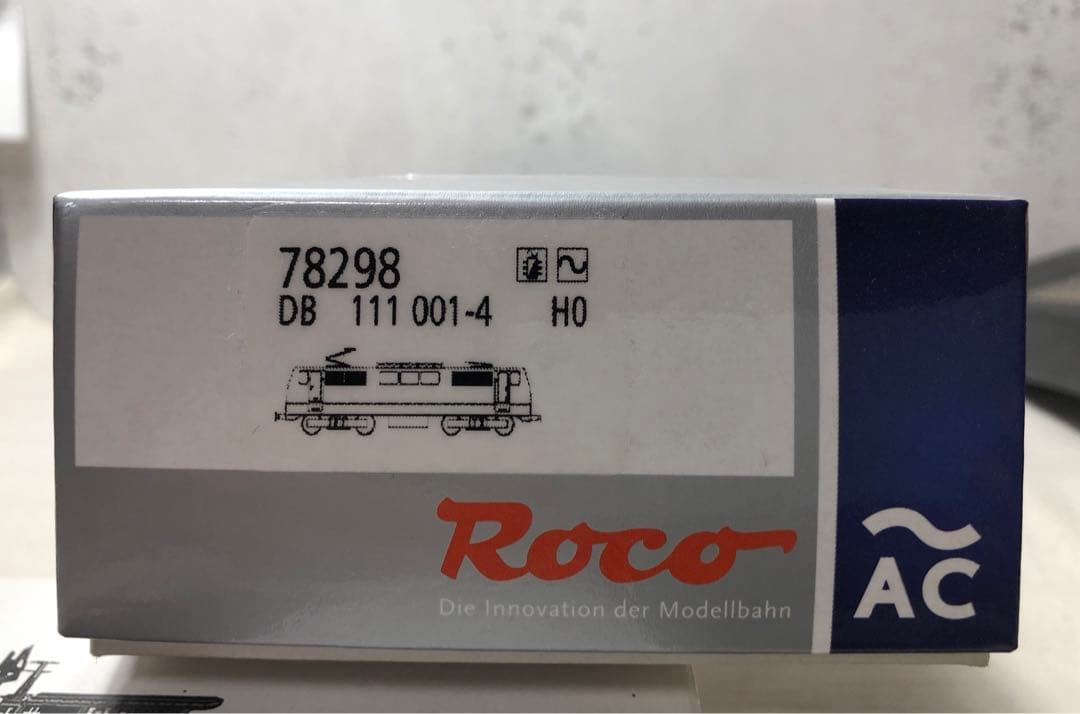 78298
DB 111 001-4 H0
Roco
Die Innovation der Modellbahn
AC